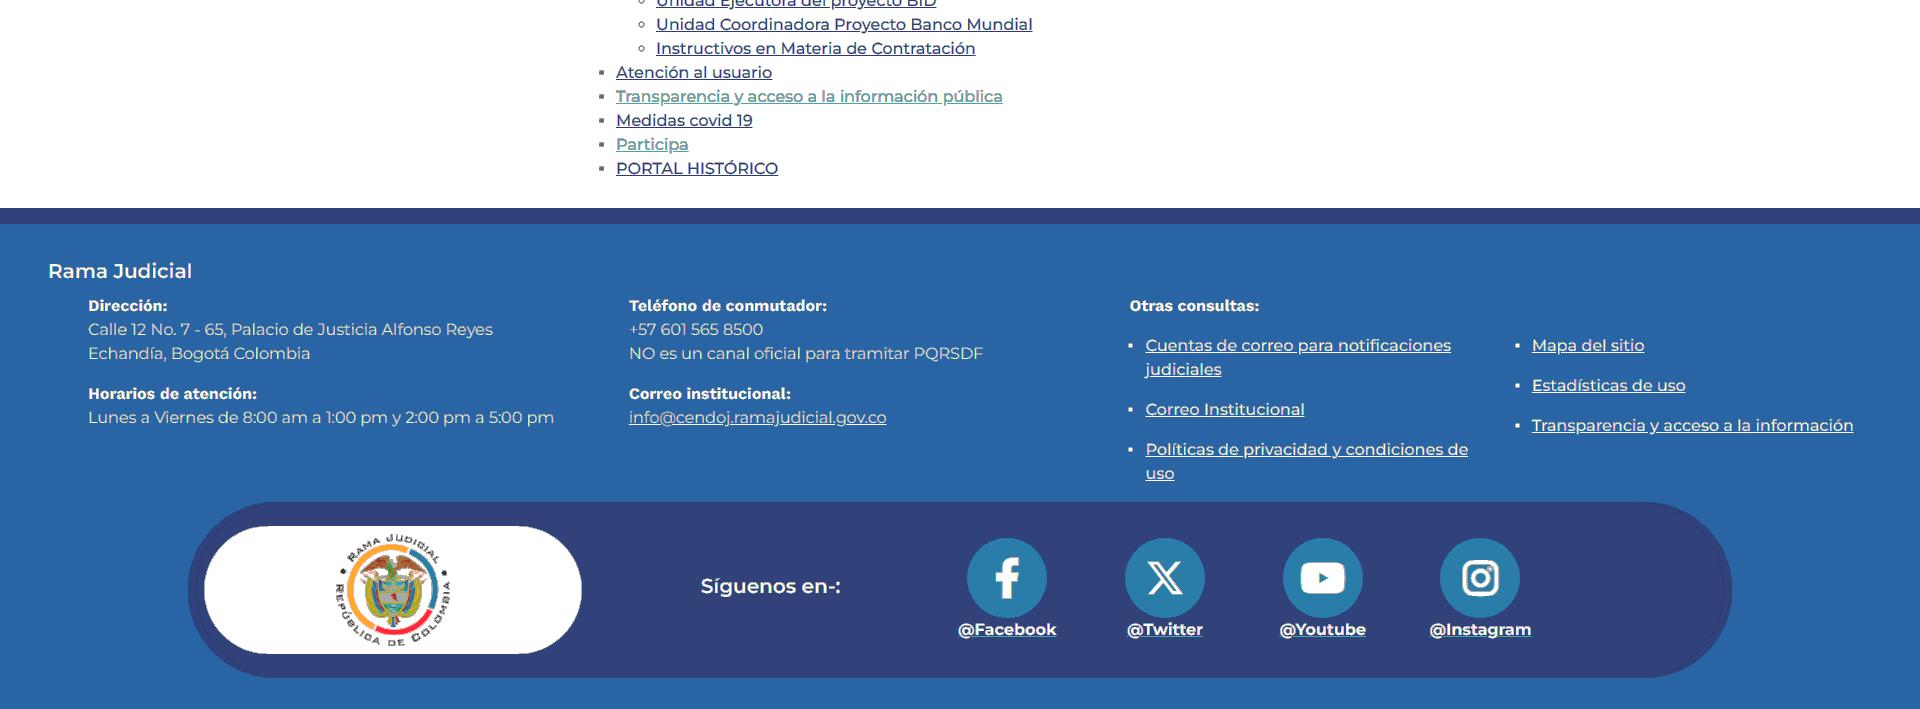 Unidad Ejecutora del proyecto BID
Unidad Coordinadora Proyecto Banco Mundial
Instructivos en Materia de Contratación
Atención al usuario
Transparencia y acceso a la información pública
Medidas covid 19
Participa
PORTAL HISTÓRICO
Rama Judicial
Dirección:
Calle 12 No. 7 - 65, Palacio de Justicia Alfonso Reyes
Echandía, Bogotá Colombia
Horarios de atención:
Lunes a Viernes de 8:00 am a 1:00 pm y 2:00 pm a 5:00 pm
Teléfono de conmutador:
+57 601 565 8500
NO es un canal oficial para tramitar PQRSDF
Correo institucional:
info@cendoj.ramajudicial.gov.co
Otras consultas:
Cuentas de correo para notificaciones
judiciales
Correo Institucional
Políticas de privacidad y condiciones de
uso
Mapa del sitio
Estadísticas de uso
Transparencia y acceso a la información
RAMA JUDICIAL
REPÚBLICA DE COLOMBIA
Síguenos en-:
@Facebook
@Twitter
@Youtube
@Instagram